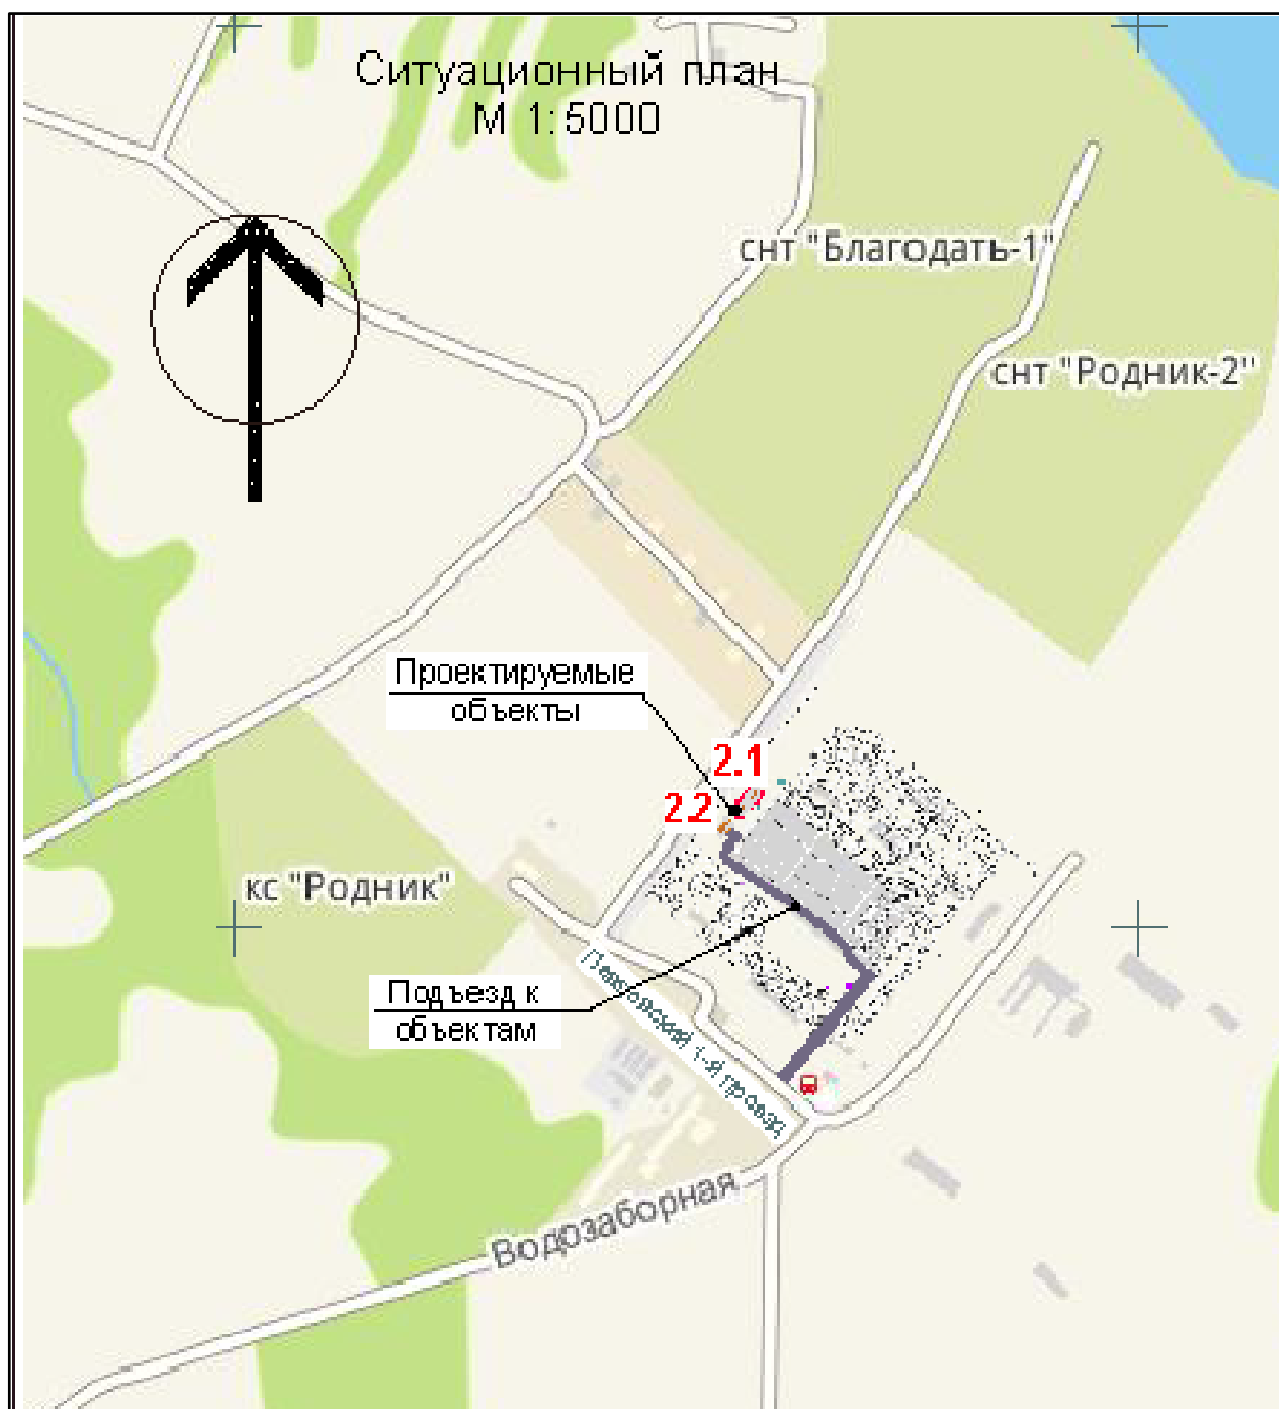 Ситуационный план
М 1:5000
снт "Благодать-1"
снт "Родник-2"
Проектируемые
объекты
2.1
2.2
кс "Родник"
Подъезд к
объектам
1-й проезд
Водозаборная